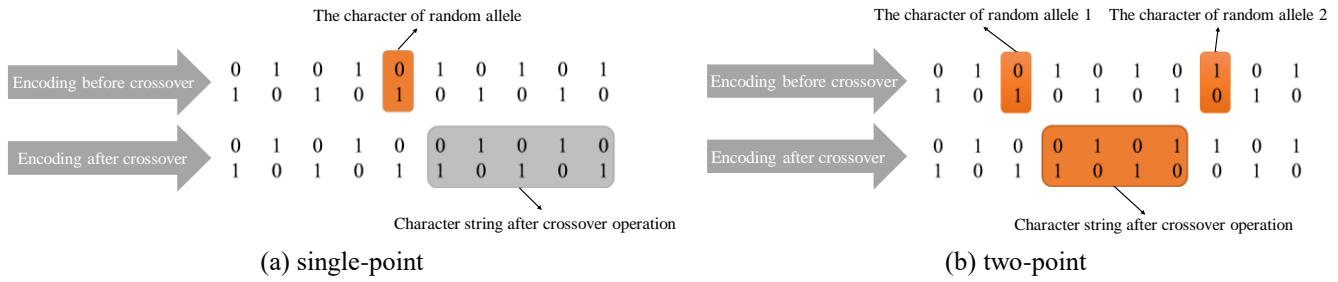 The character of random allele
Encoding before crossover
0 1 0 1 0 1 0 1 0 1
1 0 1 0 1 0 1 0 1 0
Encoding after crossover
0 1 0 1 0 0 1 0 1 0
1 0 1 0 1 1 0 1 0 1
Character string after crossover operation
(a) single-point
The character of random allele 1
The character of random allele 2
Encoding before crossover
0 1 0 1 0 1 0 1 0 1
1 0 1 0 1 0 1 0 1 0
Encoding after crossover
0 1 0 0 1 0 1 1 0 1
1 0 1 1 0 1 0 0 1 0
Character string after crossover operation
(b) two-point